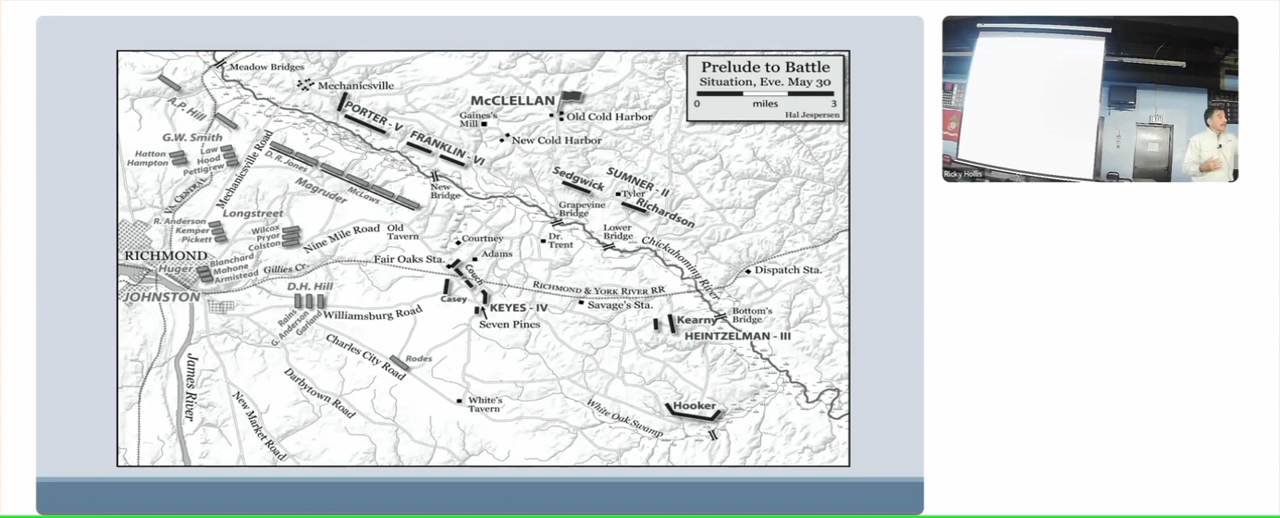 Prelude to Battle
Situation, Eve. May 30
0 miles 3
Hal Jespersen
Meadow Bridges
Mechanicsville
A.P. Hill
PORTER - V
McCLELLAN
Gaine's
Mill
Old Cold Harbor
New Cold Harbor
FRANKLIN - VI
G.W. Smith
Law
Hood
Pettigrew
Hatton
Hampton
Mechanicsville Road
VA CENTRAL
D. R. Jones
Magruder
McLaws
New
Bridge
Sedgwick
SUMNER - II
Tyler
Richardson
Grapevine
Bridge
Lower
Bridge
Chickahominy River
Longstreet
R. Anderson
Kemper
Pickett
Wilcox
Pryor
Colston
Nine Mile Road
Old
Tavern
Courtney
Dr.
Trent
Adams
Fair Oaks Sta.
RICHMOND
Huger
Blanchard
Mahone
Armistead
Gillies Cr.
JOHNSTON
Dispatch Sta.
Couch
Casey
KEYES - IV
Seven Pines
RICHMOND & YORK RIVER RR
Savage's Sta.
D.H. Hill
Rains
G. Anderson
Garland
Williamsburg Road
Kearny
Bottom's
Bridge
HEINTZELMAN - III
Charles City Road
Rodes
James River
Darbytown Road
New Market Road
White's
Tavern
White Oak Swamp
Hooker
Ricky Hollis